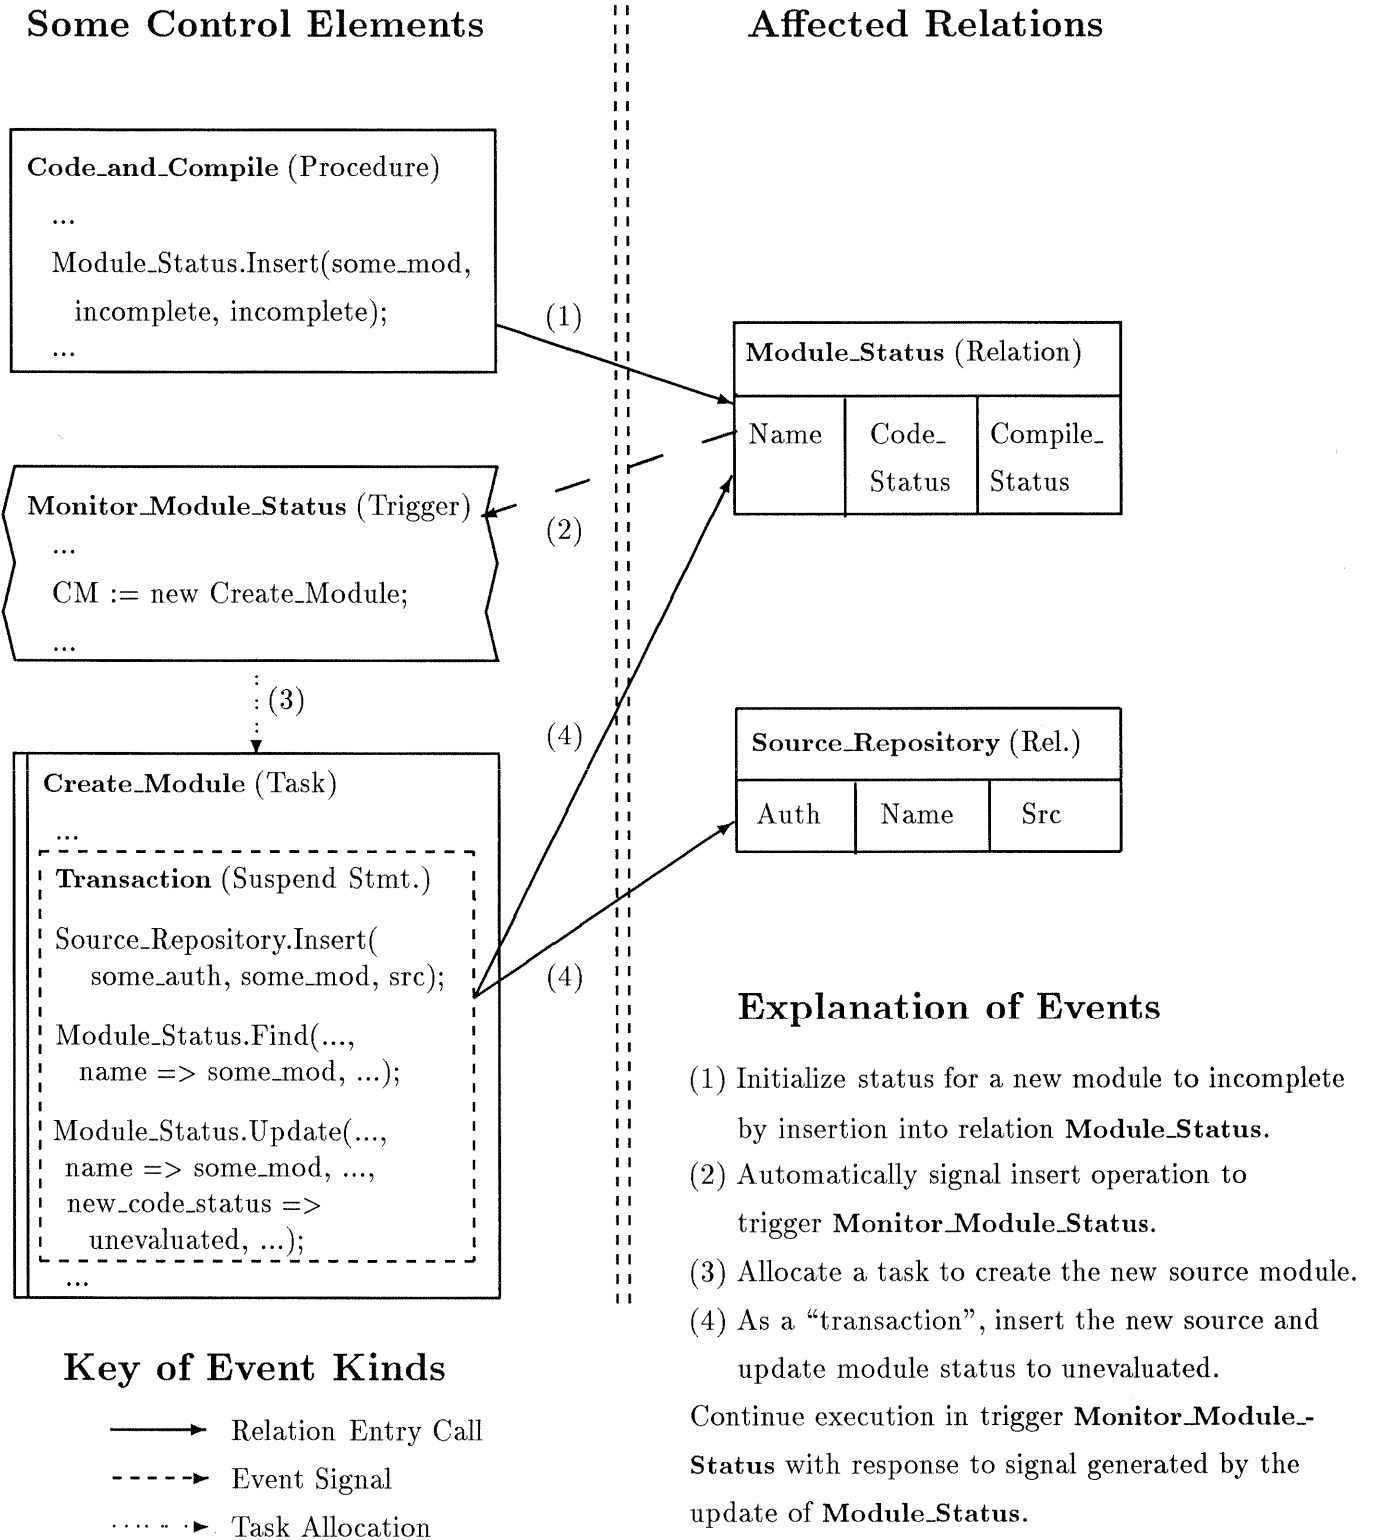 Some Control Elements
Affected Relations
Code_and_Compile (Procedure)
...
Module_Status.Insert(some_mod,
incomplete, incomplete);
...
(1)
Module_Status (Relation)
Name
Code_
Status
Compile_
Status
Monitor_Module_Status (Trigger)
...
CM := new Create_Module;
...
(2)
(3)
(4)
Source_Repository (Rel.)
Auth
Name
Src
Create_Module (Task)
...
Transaction (Suspend Stmt.)
Source_Repository.Insert(
some_auth, some_mod, src);
Module_Status.Find(...,
name => some_mod, ...);
Module_Status.Update(...,
name => some_mod, ...,
new_code_status =>
unevaluated, ...);
...
(4)
Explanation of Events
(1) Initialize status for a new module to incomplete
by insertion into relation Module_Status.
(2) Automatically signal insert operation to
trigger Monitor_Module_Status.
(3) Allocate a task to create the new source module.
(4) As a “transaction”, insert the new source and
update module status to unevaluated.
Continue execution in trigger Monitor_Module_-
Status with response to signal generated by the
update of Module_Status.
Key of Event Kinds
Relation Entry Call
Event Signal
Task Allocation